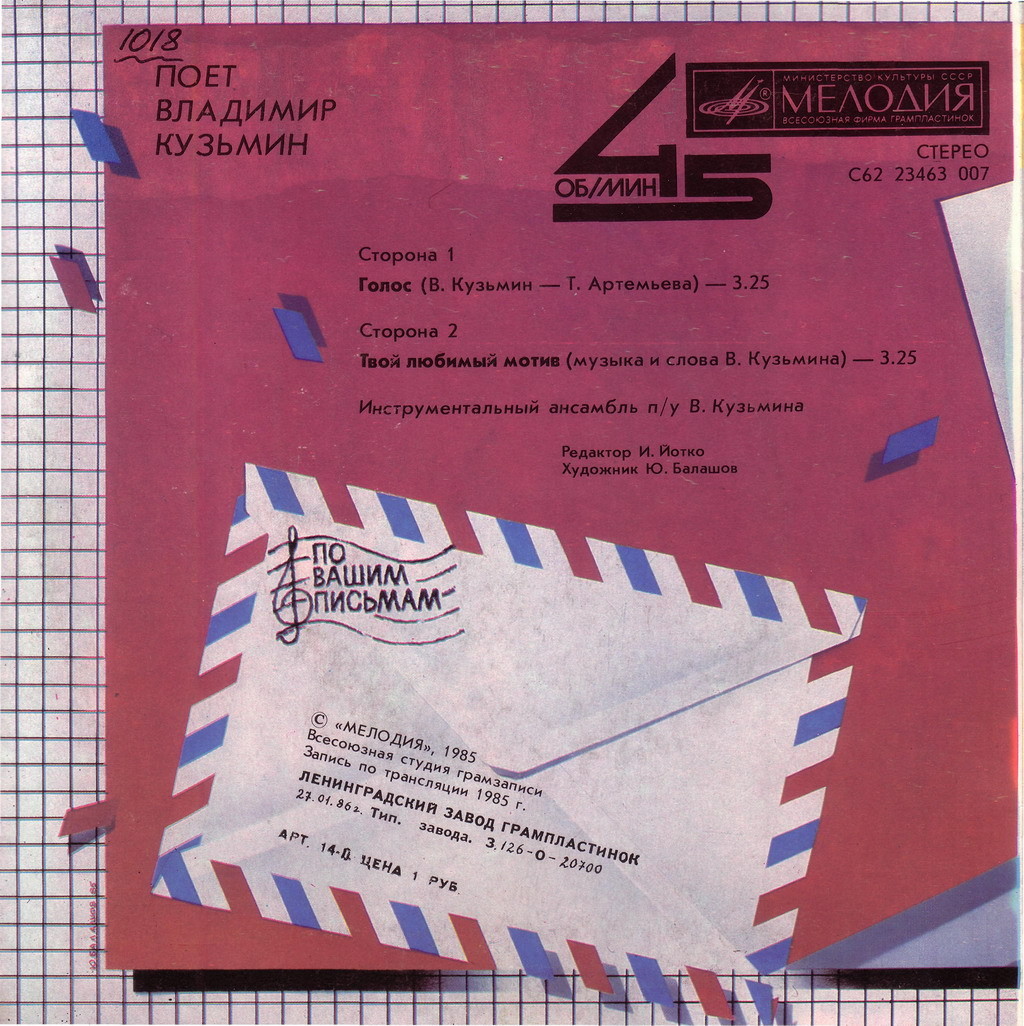 1018
ПОЕТ
ВЛАДИМИР
КУЗЬМИН
45
ОБ/МИН
МИНИСТЕРСТВО КУЛЬТУРЫ СССР
МЕЛОДИЯ
ВСЕСОЮЗНАЯ ФИРМА ГРАМПЛАСТИНОК
СТЕРЕО
С62 23463 007
Сторона 1
Голос (В. Кузьмин — Т. Артемьева) — 3.25
Сторона 2
Твой любимый мотив (музыка и слова В. Кузьмина) — 3.25
Инструментальный ансамбль п/у В. Кузьмина
Редактор И. Йотко
Художник Ю. Балашов
ПО
ВАШИМ
ПИСЬМАМ
© «МЕЛОДИЯ», 1985
Всесоюзная студия грамзаписи
Запись по трансляции 1985 г.
ЛЕНИНГРАДСКИЙ ЗАВОД ГРАМПЛАСТИНОК
27.01.86г. Тип. завода. З. 126-О-20700
АРТ. 14-Д ЦЕНА 1 РУБ.